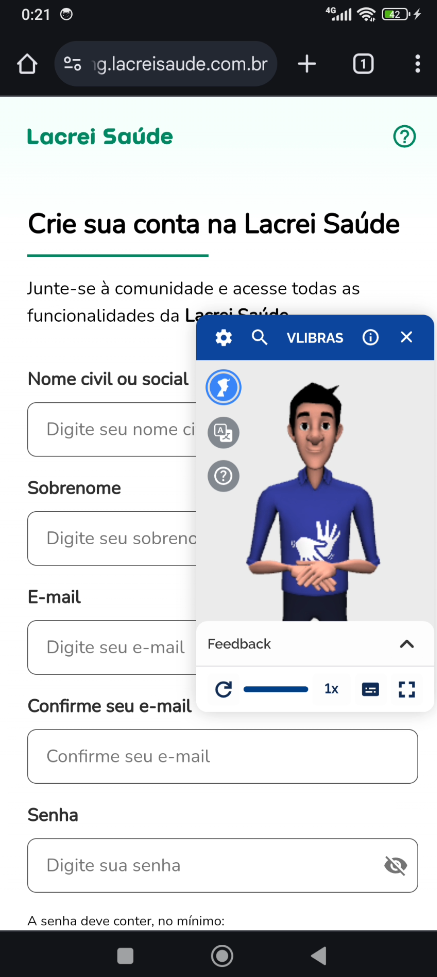 0:21
4G
42
ng.lacreisaude.com.br
1
Lacrei Saúde
Crie sua conta na Lacrei Saúde
Junte-se à comunidade e acesse todas as
funcionalidades da Lacrei Saúde
VLIBRAS
Nome civil ou social
Digite seu nome ci
Sobrenome
Digite seu sobreno
E-mail
Digite seu e-mail
Feedback
1x
Confirme seu e-mail
Confirme seu e-mail
Senha
Digite sua senha
A senha deve conter, no mínimo: